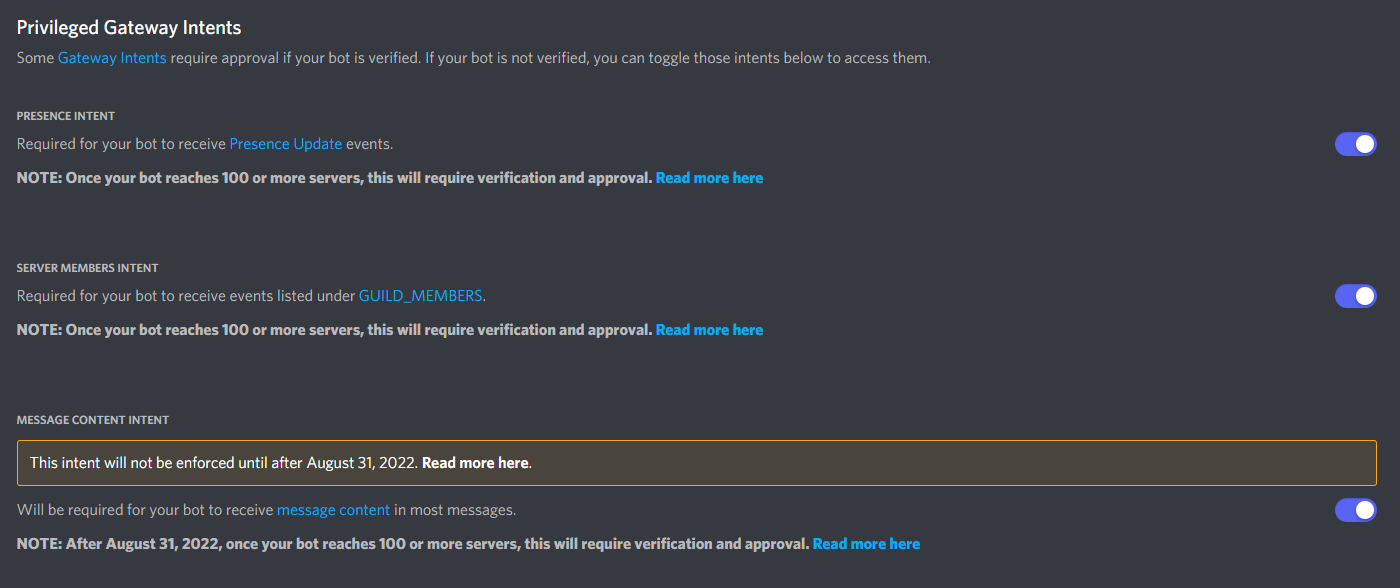 Privileged Gateway Intents
Some Gateway Intents require approval if your bot is verified. If your bot is not verified, you can toggle those intents below to access them.
PRESENCE INTENT
Required for your bot to receive Presence Update events.
NOTE: Once your bot reaches 100 or more servers, this will require verification and approval. Read more here
SERVER MEMBERS INTENT
Required for your bot to receive events listed under GUILD_MEMBERS.
NOTE: Once your bot reaches 100 or more servers, this will require verification and approval. Read more here
MESSAGE CONTENT INTENT
This intent will not be enforced until after August 31, 2022. Read more here.
Will be required for your bot to receive message content in most messages.
NOTE: After August 31, 2022, once your bot reaches 100 or more servers, this will require verification and approval. Read more here